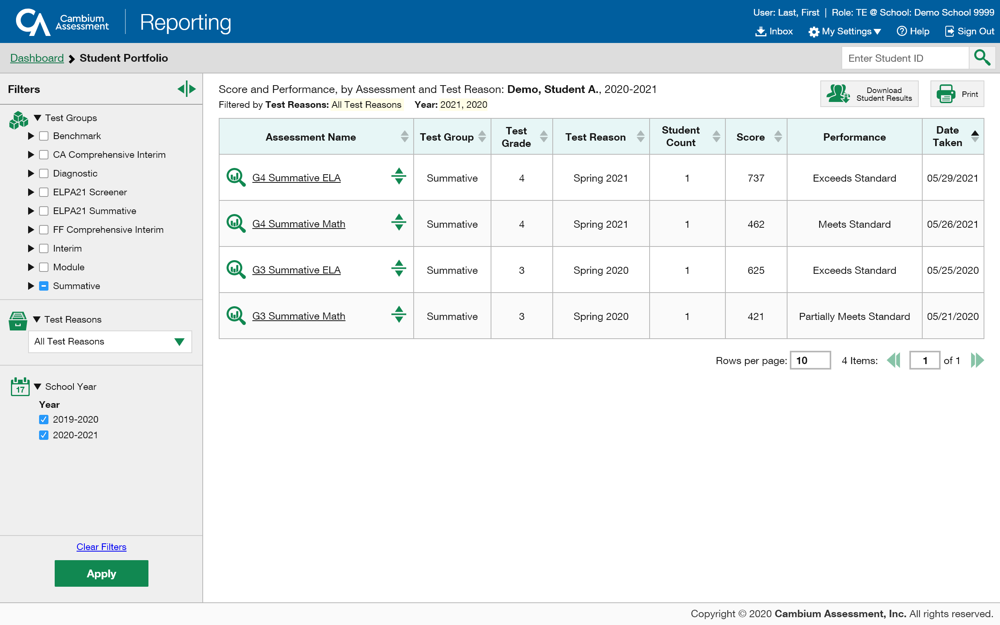 CA Cambium Assessment Reporting
User: Last, First | Role: TE @ School: Demo School 9999
Inbox My Settings Help Sign Out
Dashboard Student Portfolio
Enter Student ID
Filters
Test Groups
Benchmark
CA Comprehensive Interim
Diagnostic
ELPA21 Screener
ELPA21 Summative
FF Comprehensive Interim
Interim
Module
Summative
Test Reasons
All Test Reasons
17 School Year
Year
2019-2020
2020-2021
Clear Filters
Apply
Score and Performance, by Assessment and Test Reason: Demo, Student A., 2020-2021
Filtered by Test Reasons: All Test Reasons Year: 2021, 2020
Download Student Results
Print
Assessment Name Test Group Test Grade Test Reason Student Count Score Performance Date Taken
G4 Summative ELA Summative 4 Spring 2021 1 737 Exceeds Standard 05/29/2021
G4 Summative Math Summative 4 Spring 2021 1 462 Meets Standard 05/26/2021
G3 Summative ELA Summative 3 Spring 2020 1 625 Exceeds Standard 05/25/2020
G3 Summative Math Summative 3 Spring 2020 1 421 Partially Meets Standard 05/21/2020
Rows per page: 10 4 Items: 1 of 1
Copyright © 2020 Cambium Assessment, Inc. All rights reserved.